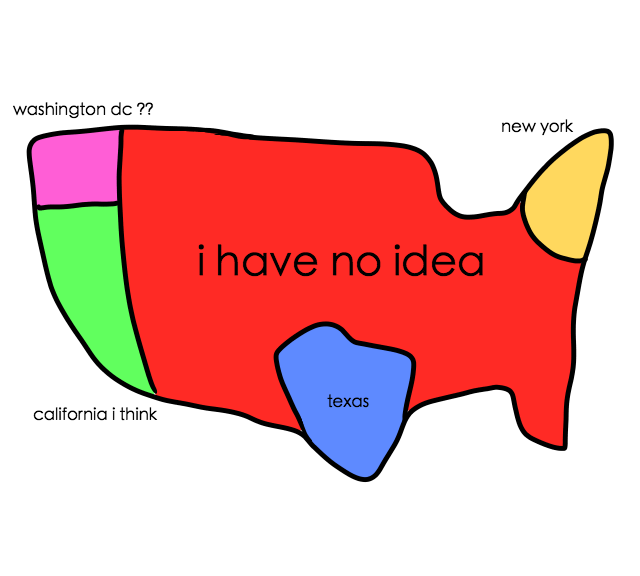 washington dc ??
new york
i have no idea
texas
california i think